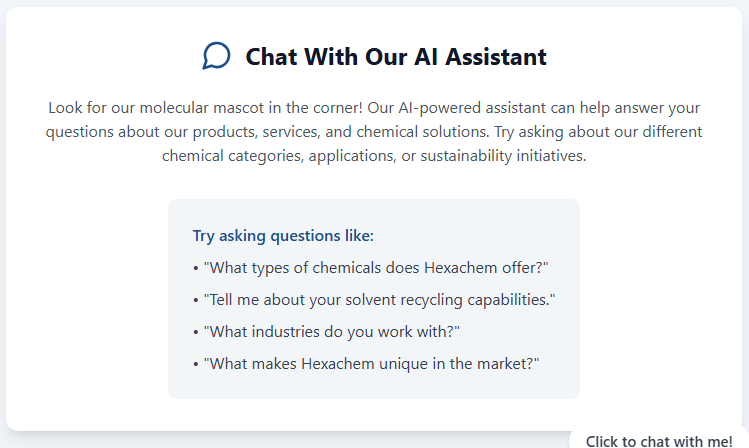 Chat With Our AI Assistant
Look for our molecular mascot in the corner! Our AI-powered assistant can help answer your
questions about our products, services, and chemical solutions. Try asking about our different
chemical categories, applications, or sustainability initiatives.
Try asking questions like:
• "What types of chemicals does Hexachem offer?"
• "Tell me about your solvent recycling capabilities."
• "What industries do you work with?"
• "What makes Hexachem unique in the market?"
Click to chat with me!